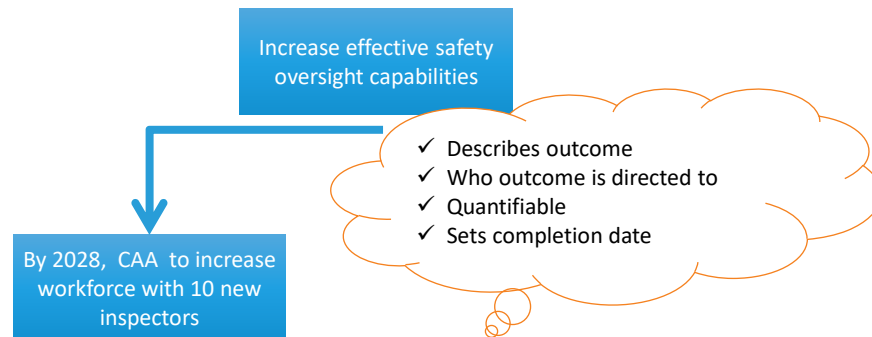 Increase effective safety
oversight capabilities
✓ Describes outcome
✓ Who outcome is directed to
✓ Quantifiable
✓ Sets completion date
By 2028,  CAA  to increase
workforce with 10 new
inspectors